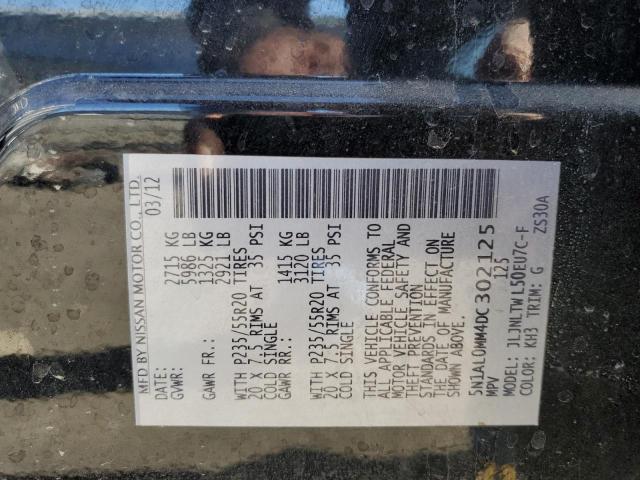 MFD BY NISSAN MOTOR CO., LTD.
DATE: 03/12
GVWR: 2715 KG
5986 LB
GAWR FR: 1325 KG
2921 LB
WITH P235/55R20 TIRES
20 X 7.5 RIMS AT 35 PSI
COLD SINGLE
GAWR RR: 1415 KG
3120 LB
WITH P235/55R20 TIRES
20 X 7.5 RIMS AT 35 PSI
COLD SINGLE
THIS VEHICLE CONFORMS TO
ALL APPLICABLE FEDERAL
MOTOR VEHICLE SAFETY AND
THEFT PREVENTION
STANDARDS IN EFFECT ON
THE DATE OF MANUFACTURE
SHOWN ABOVE.
5N1AL0MM4DC302125
MPV 125
MODEL: JLJNLTWL50EU7C-F
COLOR: KH3 TRIM: G ZS30A